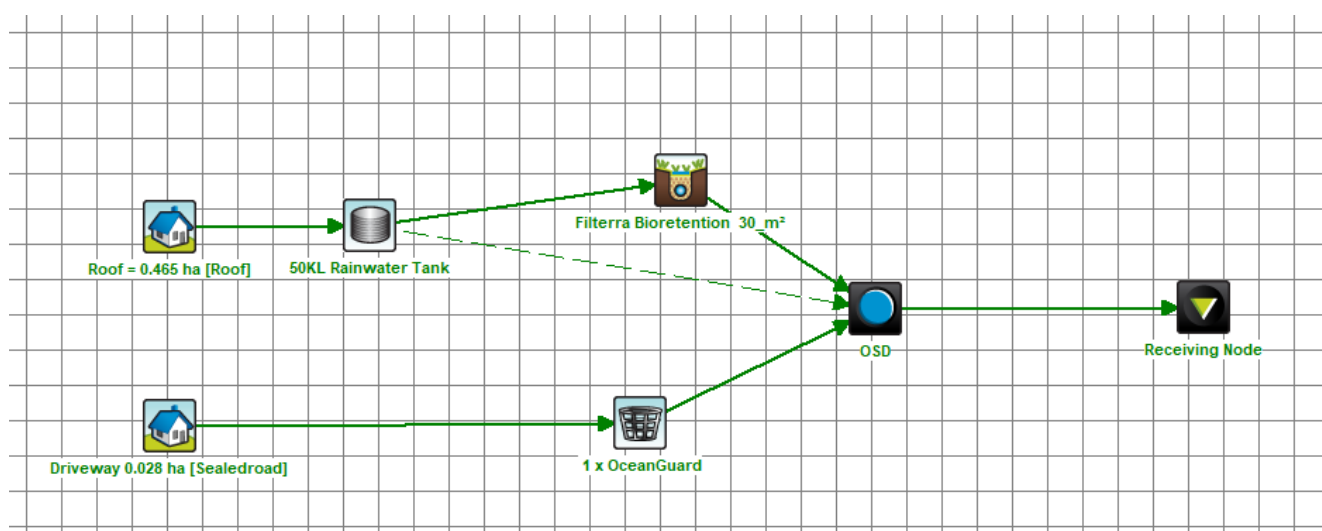 Filterra Bioretention 30_m²
Roof = 0.465 ha [Roof]
50KL Rainwater Tank
OSD
Receiving Node
Driveway 0.028 ha [Sealedroad]
1 x OceanGuard